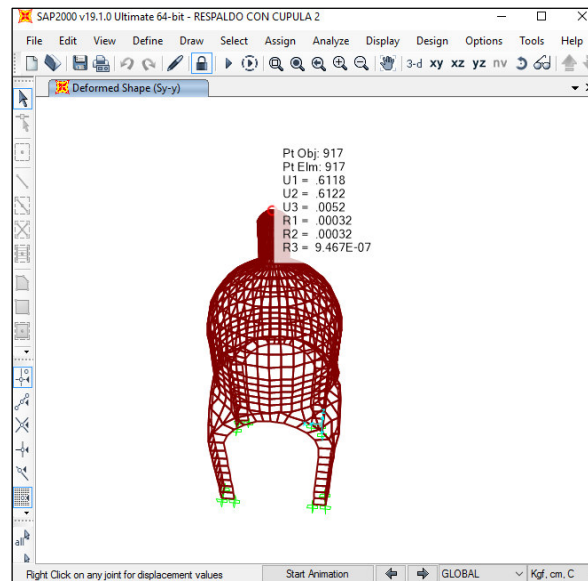 SAP2000 v19.1.0 Ultimate 64-bit - RESPALDO CON CUPULA 2
File Edit View Define Draw Select Assign Analyze Display Design Options Tools Help
3-d xy xz yz nv
Deformed Shape (Sy-y)
Pt Obj: 917
Pt Elm: 917
U1 = .6118
U2 = .6122
U3 = .0052
R1 = .00032
R2 = .00032
R3 = 9.467E-07
all
Right Click on any joint for displacement values Start Animation GLOBAL Kgf, cm, C